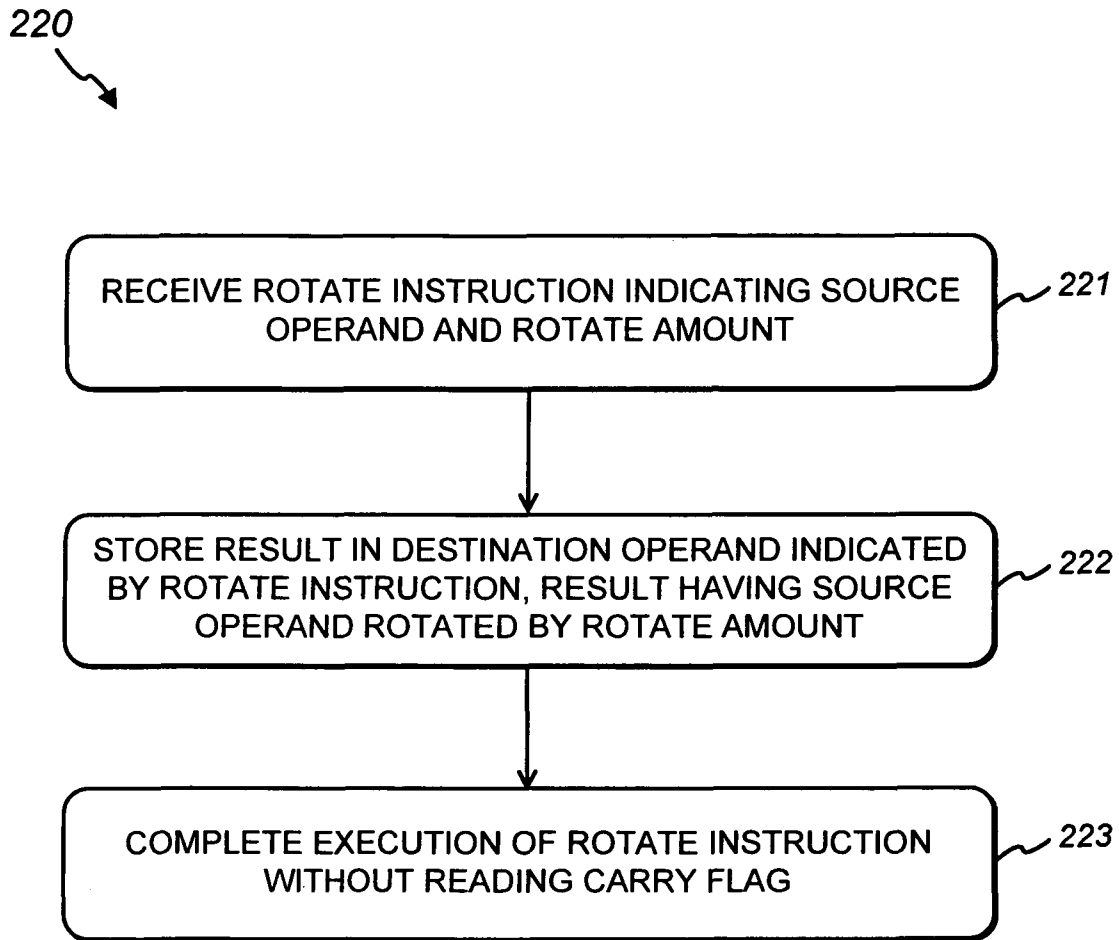 220
RECEIVE ROTATE INSTRUCTION INDICATING SOURCE
OPERAND AND ROTATE AMOUNT
221
STORE RESULT IN DESTINATION OPERAND INDICATED
BY ROTATE INSTRUCTION, RESULT HAVING SOURCE
OPERAND ROTATED BY ROTATE AMOUNT
222
COMPLETE EXECUTION OF ROTATE INSTRUCTION
WITHOUT READING CARRY FLAG
223